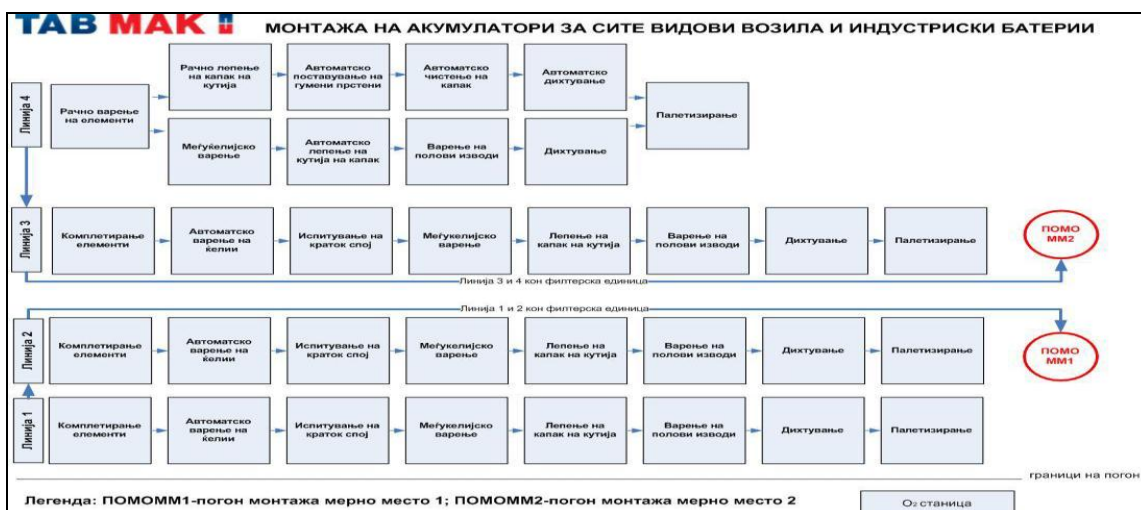 ТАВ МАК
МОНТАЖА НА АКУМУЛАТОРИ ЗА СИТЕ ВИДОВИ ВОЗИЛА И ИНДУСТРИСКИ БАТЕРИИ
Линија 4
Рачно варење
на елементи
Рачно лепење
на капак на
кутија
Автоматско
поставување на
гумени прстени
Автоматско
чистење на
капак
Автоматско
дихтување
Меѓуќелијско
варење
Автоматско
лепење на
кутија на капак
Варење на
полови изводи
Дихтување
Палетизирање
Линија 3
Комплетирање
елементи
Автоматско
варење на
ќелии
Испитување на
краток спој
Меѓукелијско
варење
Лепење на
капак на кутија
Варење на
полови изводи
Дихтување
Палетизирање
ПОМО
ММ2
Линија 3 и 4 кон филтерска единица
Линија 1 и 2 кон филтерска единица
Линија 2
Комплетирање
елементи
Автоматско
варење на
ќелии
Испитување на
краток спој
Меѓукелијско
варење
Лепење на
капак на кутија
Варење на
полови изводи
Дихтување
Палетизирање
ПОМО
ММ1
Линија 1
Комплетирање
елементи
Автоматско
варење на
ќелии
Испитување на
краток спој
Меѓукелијско
варење
Лепење на
капак на кутија
Варење на
полови изводи
Дихтување
Палетизирање
граници на погон
Легенда: ПОМОММ1-погон монтажа мерно место 1; ПОМОММ2-погон монтажа мерно место 2
O₂ станица